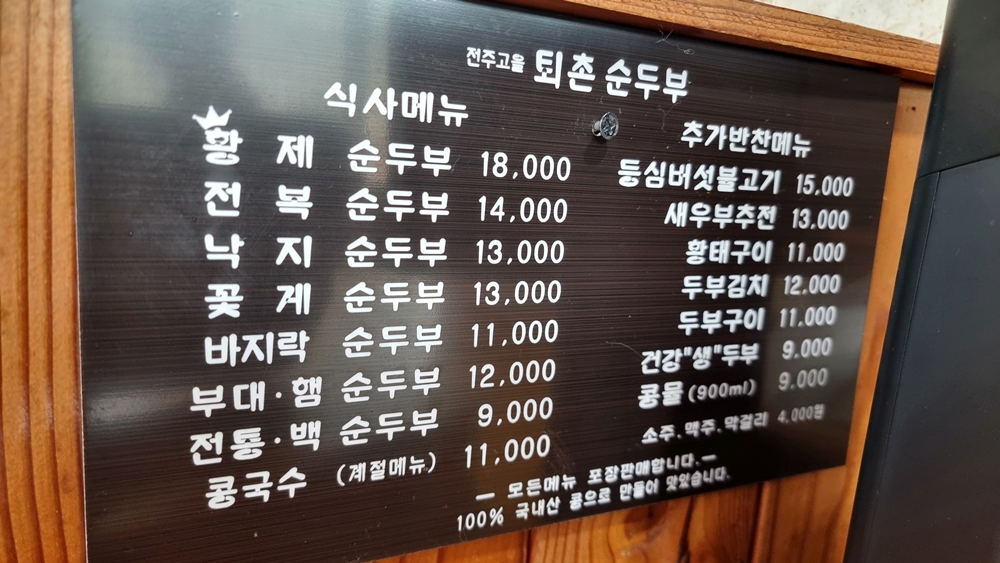 전주고을 퇴촌 순두부
식사메뉴
황제 순두부 18,000
전복 순두부 14,000
낙지 순두부 13,000
꽃게 순두부 13,000
바지락 순두부 11,000
부대·햄 순두부 12,000
전통·백 순두부 9,000
콩국수 (계절메뉴) 11,000
추가반찬메뉴
등심버섯불고기 15,000
새우부추전 13,000
황태구이 11,000
두부김치 12,000
두부구이 11,000
건강"생"두부 9,000
콩물 (900ml) 9,000
소주.맥주.막걸리 4,000원
— 모든메뉴 포장판매합니다.—
100% 국내산 콩으로 만들어 맛있습니다.